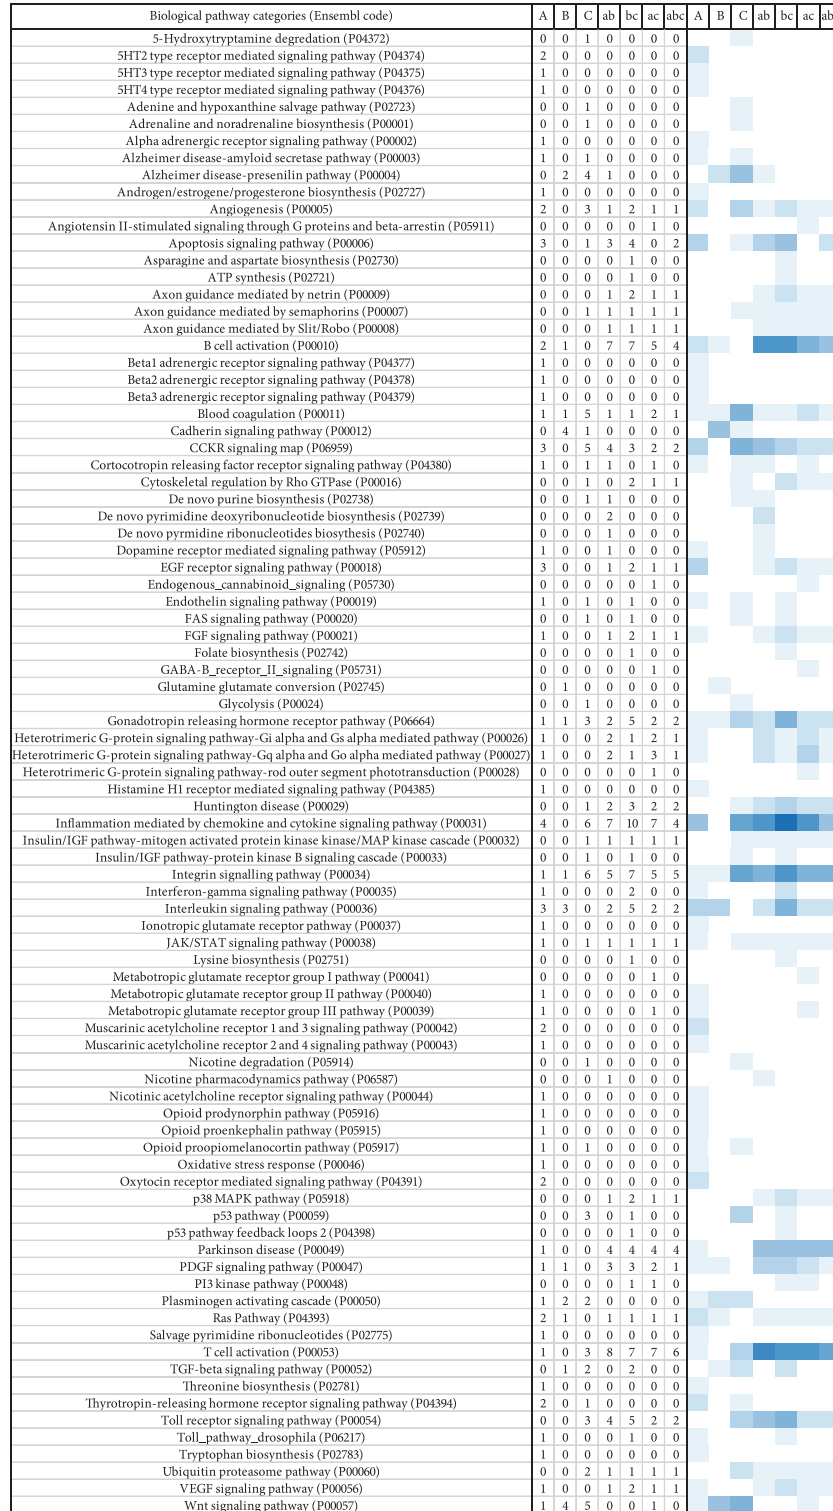 Biological pathway categories (Ensembl code) A B C ab bc ac abc A B C ab bc ac ab
5-Hydroxytryptamine degredation (P04372) 0 0 1 0 0 0 0
5HT2 type receptor mediated signaling pathway (P04374) 2 0 0 0 0 0 0
5HT3 type receptor mediated signaling pathway (P04375) 1 0 0 0 0 0 0
5HT4 type receptor mediated signaling pathway (P04376) 1 0 0 0 0 0 0
Adenine and hypoxanthine salvage pathway (P02723) 0 0 1 0 0 0 0
Adrenaline and noradrenaline biosynthesis (P00001) 0 0 1 0 0 0 0
Alpha adrenergic receptor signaling pathway (P00002) 1 0 0 0 0 0 0
Alzheimer disease-amyloid secretase pathway (P00003) 1 0 1 0 0 0 0
Alzheimer disease-presenilin pathway (P00004) 0 2 4 1 0 0 0
Androgen/estrogene/progesterone biosynthesis (P02727) 1 0 0 0 0 0 0
Angiogenesis (P00005) 2 0 3 1 2 1 1
Angiotensin II-stimulated signaling through G proteins and beta-arrestin (P05911) 0 0 0 0 0 1 0
Apoptosis signaling pathway (P00006) 3 0 1 3 4 0 2
Asparagine and aspartate biosynthesis (P02730) 0 0 0 0 1 0 0
ATP synthesis (P02721) 0 0 0 0 1 0 0
Axon guidance mediated by netrin (P00009) 0 0 0 1 2 1 1
Axon guidance mediated by semaphorins (P00007) 0 0 1 1 1 1 1
Axon guidance mediated by Slit/Robo (P00008) 0 0 0 1 1 1 1
B cell activation (P00010) 2 1 0 7 7 5 4
Beta1 adrenergic receptor signaling pathway (P04377) 1 0 0 0 0 0 0
Beta2 adrenergic receptor signaling pathway (P04378) 1 0 0 0 0 0 0
Beta3 adrenergic receptor signaling pathway (P04379) 1 0 0 0 0 0 0
Blood coagulation (P00011) 1 1 5 1 1 2 1
Cadherin signaling pathway (P00012) 0 4 1 0 0 0 0
CCKR signaling map (P06959) 3 0 5 4 3 2 2
Cortocotropin releasing factor receptor signaling pathway (P04380) 1 0 1 1 0 1 0
Cytoskeletal regulation by Rho GTPase (P00016) 0 0 1 0 2 1 1
De novo purine biosynthesis (P02738) 0 0 1 1 0 0 0
De novo pyrimidine deoxyribonucleotide biosynthesis (P02739) 0 0 0 2 0 0 0
De novo pyrmidine ribonucleotides biosythesis (P02740) 0 0 0 1 0 0 0
Dopamine receptor mediated signaling pathway (P05912) 1 0 0 1 0 0 0
EGF receptor signaling pathway (P00018) 3 0 0 1 2 1 1
Endogenous_cannabinoid_signaling (P05730) 0 0 0 0 0 1 0
Endothelin signaling pathway (P00019) 1 0 1 0 1 0 0
FAS signaling pathway (P00020) 0 0 1 0 1 0 0
FGF signaling pathway (P00021) 1 0 0 1 2 1 1
Folate biosynthesis (P02742) 0 0 0 0 1 0 0
GABA-B_receptor_II_signaling (P05731) 0 0 0 0 0 1 0
Glutamine glutamate conversion (P02745) 0 1 0 0 0 0 0
Glycolysis (P00024) 0 0 1 0 0 0 0
Gonadotropin releasing hormone receptor pathway (P06664) 1 1 3 2 5 2 2
Heterotrimeric G-protein signaling pathway-Gi alpha and Gs alpha mediated pathway (P00026) 1 0 0 2 1 2 1
Heterotrimeric G-protein signaling pathway-Gq alpha and Go alpha mediated pathway (P00027) 1 0 0 2 1 3 1
Heterotrimeric G-protein signaling pathway-rod outer segment phototransduction (P00028) 0 0 0 0 0 1 0
Histamine H1 receptor mediated signaling pathway (P04385) 1 0 0 0 0 0 0
Huntington disease (P00029) 0 0 1 2 3 2 2
Inflammation mediated by chemokine and cytokine signaling pathway (P00031) 4 0 6 7 10 7 4
Insulin/IGF pathway-mitogen activated protein kinase kinase/MAP kinase cascade (P00032) 0 0 1 1 1 1 1
Insulin/IGF pathway-protein kinase B signaling cascade (P00033) 0 0 1 0 1 0 0
Integrin signalling pathway (P00034) 1 1 6 5 7 5 5
Interferon-gamma signaling pathway (P00035) 1 0 0 0 2 0 0
Interleukin signaling pathway (P00036) 3 3 0 2 5 2 2
Ionotropic glutamate receptor pathway (P00037) 1 0 0 0 0 0 0
JAK/STAT signaling pathway (P00038) 1 0 1 1 1 1 1
Lysine biosynthesis (P02751) 0 0 0 0 1 0 0
Metabotropic glutamate receptor group I pathway (P00041) 0 0 0 0 0 1 0
Metabotropic glutamate receptor group II pathway (P00040) 1 0 0 0 0 0 0
Metabotropic glutamate receptor group III pathway (P00039) 1 0 0 0 0 1 0
Muscarinic acetylcholine receptor 1 and 3 signaling pathway (P00042) 2 0 0 0 0 0 0
Muscarinic acetylcholine receptor 2 and 4 signaling pathway (P00043) 1 0 0 0 0 0 0
Nicotine degradation (P05914) 0 0 1 0 0 0 0
Nicotine pharmacodynamics pathway (P06587) 0 0 0 1 0 0 0
Nicotinic acetylcholine receptor signaling pathway (P00044) 1 0 0 0 0 0 0
Opioid prodynorphin pathway (P05916) 1 0 0 0 0 0 0
Opioid proenkephalin pathway (P05915) 1 0 0 0 0 0 0
Opioid proopiomelanocortin pathway (P05917) 1 0 1 0 0 0 0
Oxidative stress response (P00046) 1 0 0 0 0 0 0
Oxytocin receptor mediated signaling pathway (P04391) 2 0 0 0 0 0 0
p38 MAPK pathway (P05918) 0 0 0 1 2 1 1
p53 pathway (P00059) 0 0 3 0 1 0 0
p53 pathway feedback loops 2 (P04398) 0 0 0 0 1 0 0
Parkinson disease (P00049) 1 0 0 4 4 4 4
PDGF signaling pathway (P00047) 1 1 0 3 3 2 1
PI3 kinase pathway (P00048) 0 0 0 0 1 1 0
Plasminogen activating cascade (P00050) 1 2 2 0 0 0 0
Ras Pathway (P04393) 2 1 0 1 1 1 1
Salvage pyrimidine ribonucleotides (P02775) 1 0 0 0 0 0 0
T cell activation (P00053) 1 0 3 8 7 7 6
TGF-beta signaling pathway (P00052) 0 1 2 0 2 0 0
Threonine biosynthesis (P02781) 1 0 0 0 0 0 0
Thyrotropin-releasing hormone receptor signaling pathway (P04394) 2 0 1 0 0 0 0
Toll receptor signaling pathway (P00054) 0 0 3 4 5 2 2
Toll_pathway_drosophila (P06217) 1 0 0 0 1 0 0
Tryptophan biosynthesis (P02783) 1 0 0 0 0 0 0
Ubiquitin proteasome pathway (P00060) 0 0 2 1 1 1 1
VEGF signaling pathway (P00056) 1 0 0 1 2 1 1
Wnt signaling pathway (P00057) 1 4 5 0 0 1 0